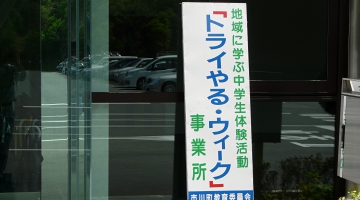 地域に学ぶ中学生体験活動
『トライやる・ウィーク』
事業所
市川町教育委員会